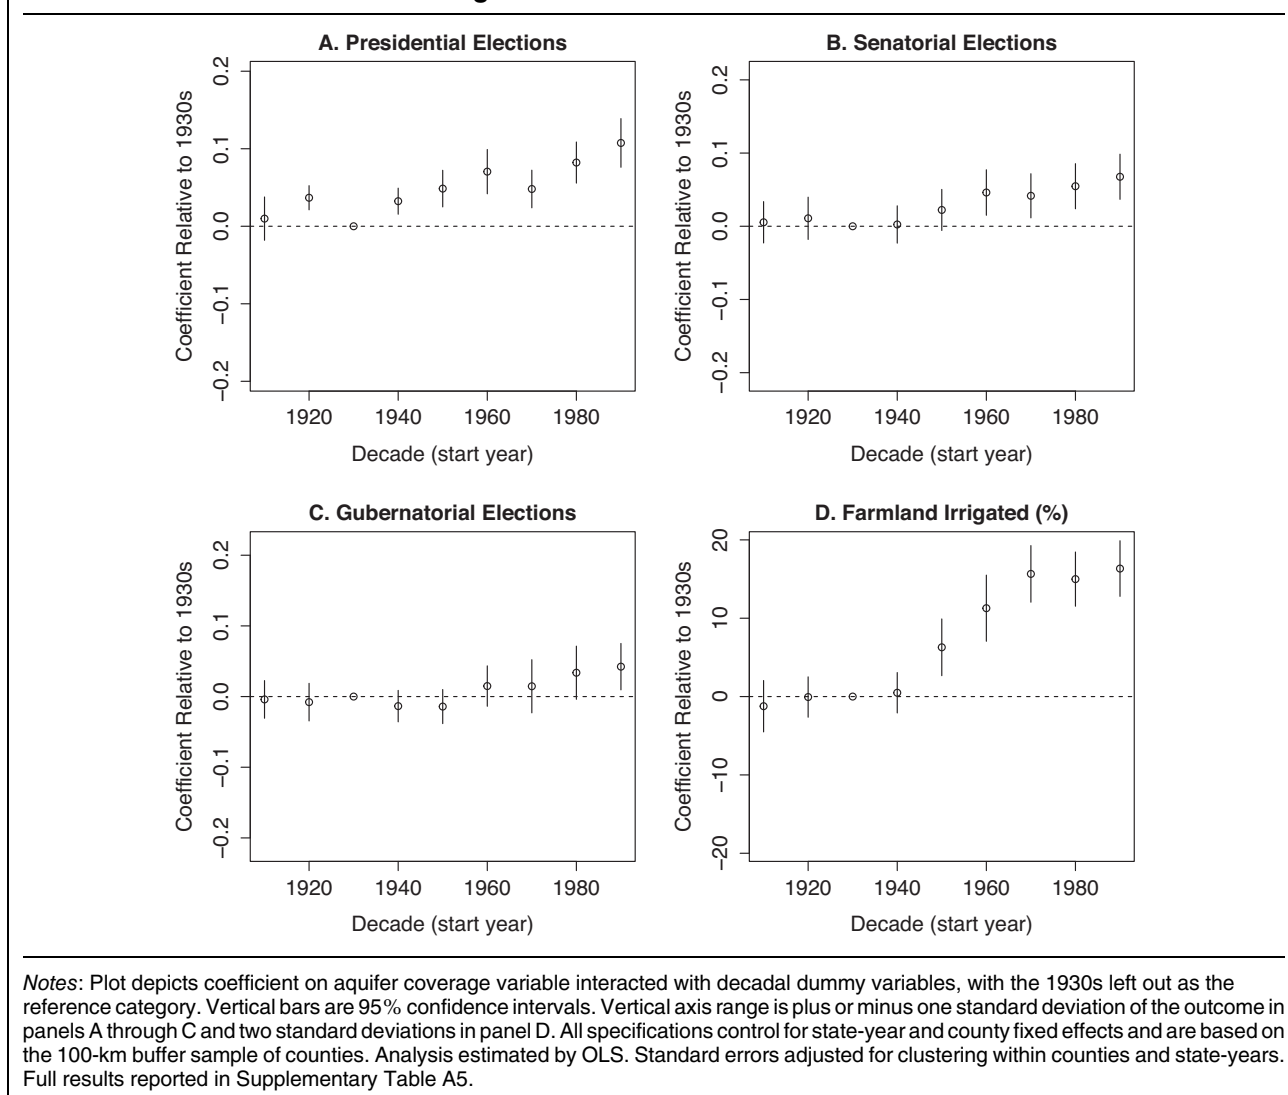 A. Presidential Elections
Coefficient Relative to 1930s
0.2
0.1
0.0
−0.1
−0.2
1920 1940 1960 1980
Decade (start year)
B. Senatorial Elections
Coefficient Relative to 1930s
0.2
0.1
0.0
−0.1
−0.2
1920 1940 1960 1980
Decade (start year)
C. Gubernatorial Elections
Coefficient Relative to 1930s
0.2
0.1
0.0
−0.1
−0.2
1920 1940 1960 1980
Decade (start year)
D. Farmland Irrigated (%)
Coefficient Relative to 1930s
20
10
0
−10
−20
1920 1940 1960 1980
Decade (start year)
Notes: Plot depicts coefficient on aquifer coverage variable interacted with decadal dummy variables, with the 1930s left out as the
reference category. Vertical bars are 95% confidence intervals. Vertical axis range is plus or minus one standard deviation of the outcome in
panels A through C and two standard deviations in panel D. All specifications control for state-year and county fixed effects and are based on
the 100-km buffer sample of counties. Analysis estimated by OLS. Standard errors adjusted for clustering within counties and state-years.
Full results reported in Supplementary Table A5.